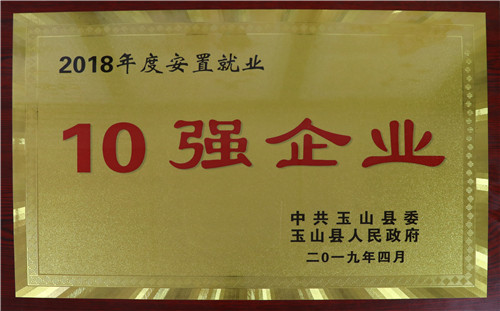 2018年度安置就业
10强企业
中共玉山县委
玉山县人民政府
二0一九年四月